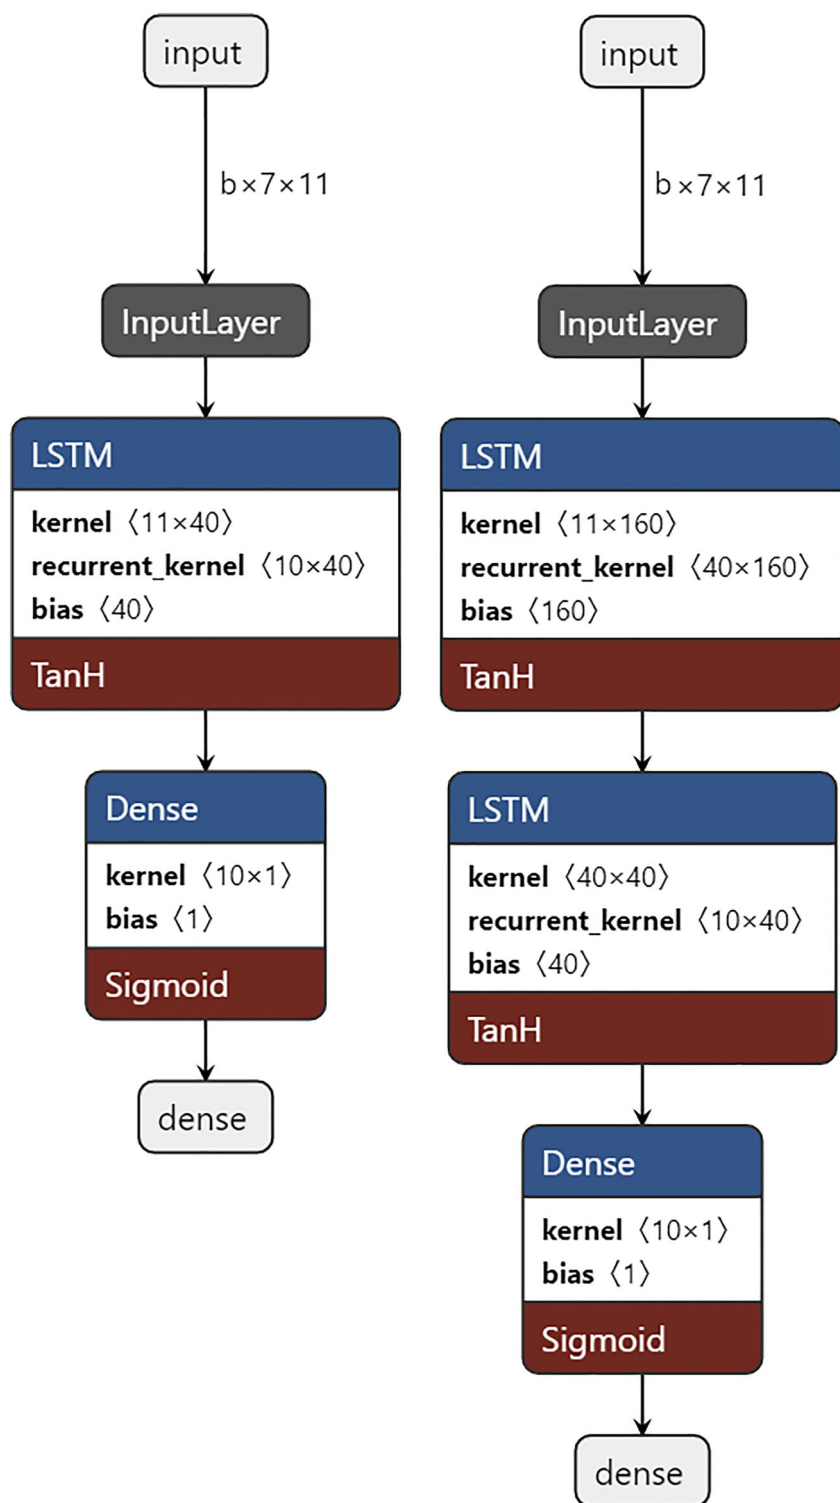 input
b×7×11
InputLayer
LSTM
kernel 〈11×40〉
recurrent_kernel 〈10×40〉
bias 〈40〉
TanH
Dense
kernel 〈10×1〉
bias 〈1〉
Sigmoid
dense
input
b×7×11
InputLayer
LSTM
kernel 〈11×160〉
recurrent_kernel 〈40×160〉
bias 〈160〉
TanH
LSTM
kernel 〈40×40〉
recurrent_kernel 〈10×40〉
bias 〈40〉
TanH
Dense
kernel 〈10×1〉
bias 〈1〉
Sigmoid
dense